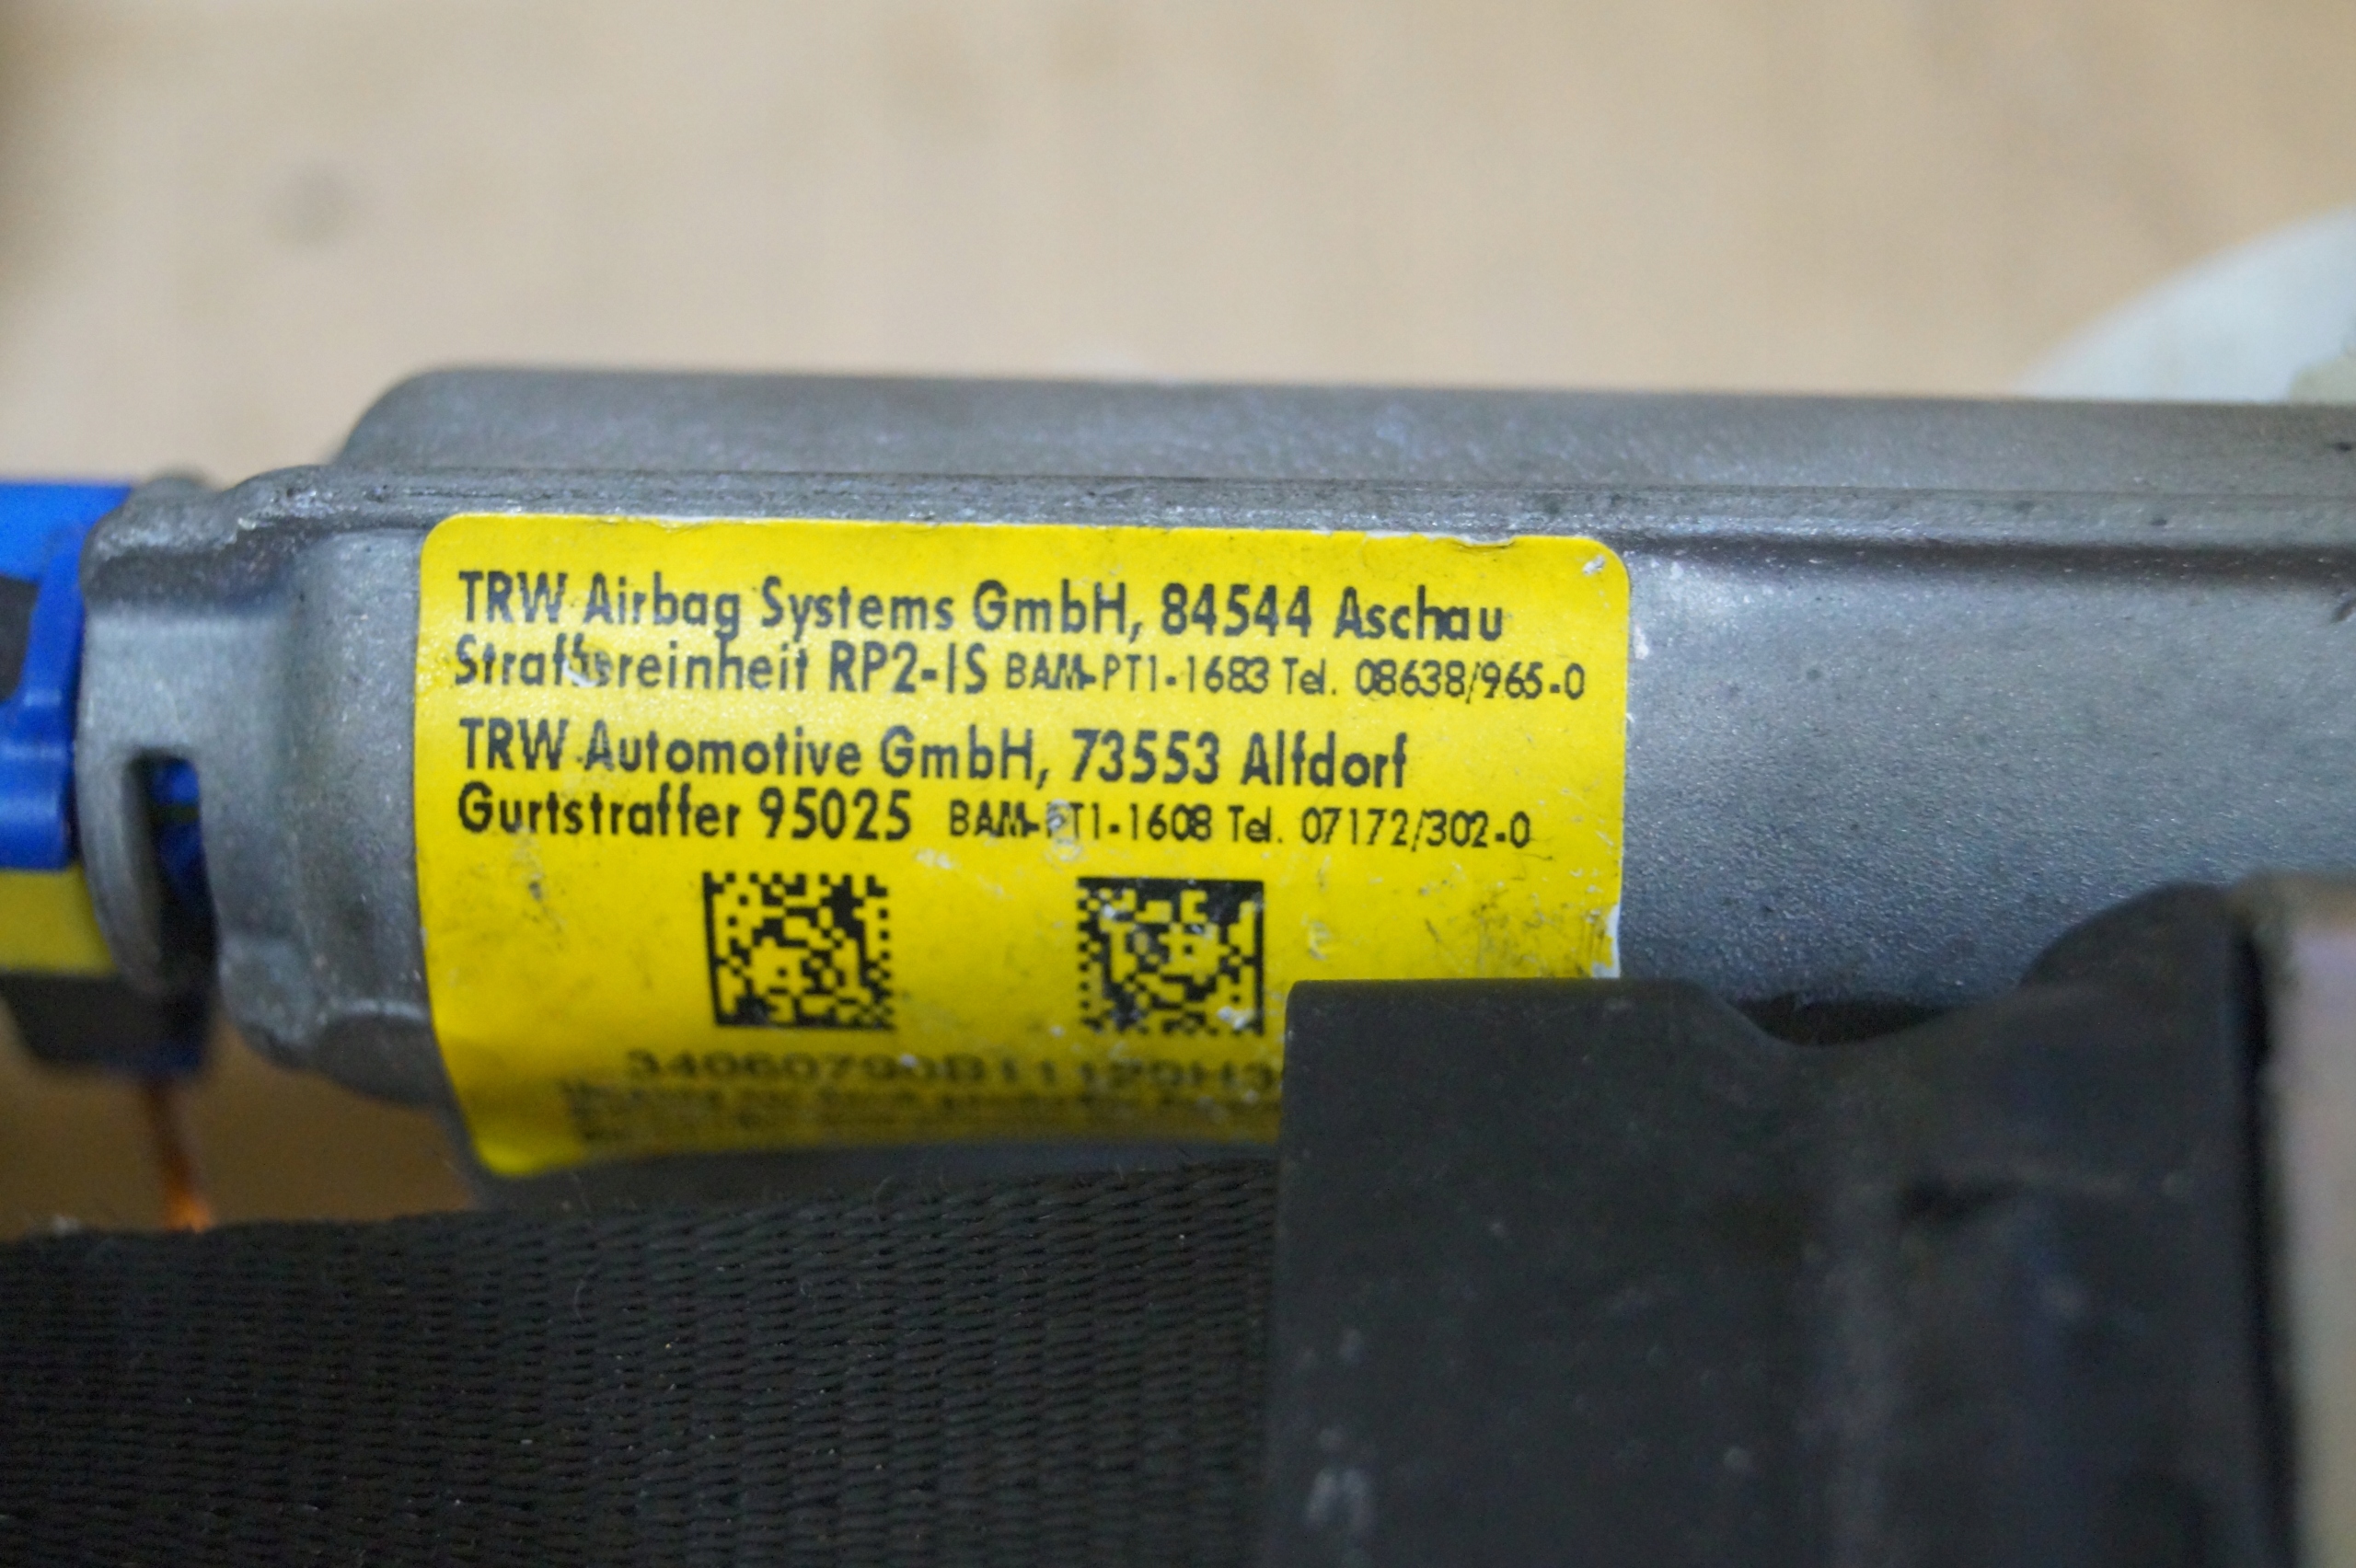 TRW Airbag Systems GmbH, 84544 Aschau
Straffereinheit RP2-IS BAM-PT1-1683 Tel. 08638/965-0
TRW Automotive GmbH, 73553 Alfdorf
Gurtstraffer 95025 BAM-PT1-1608 Tel. 07172/302-0